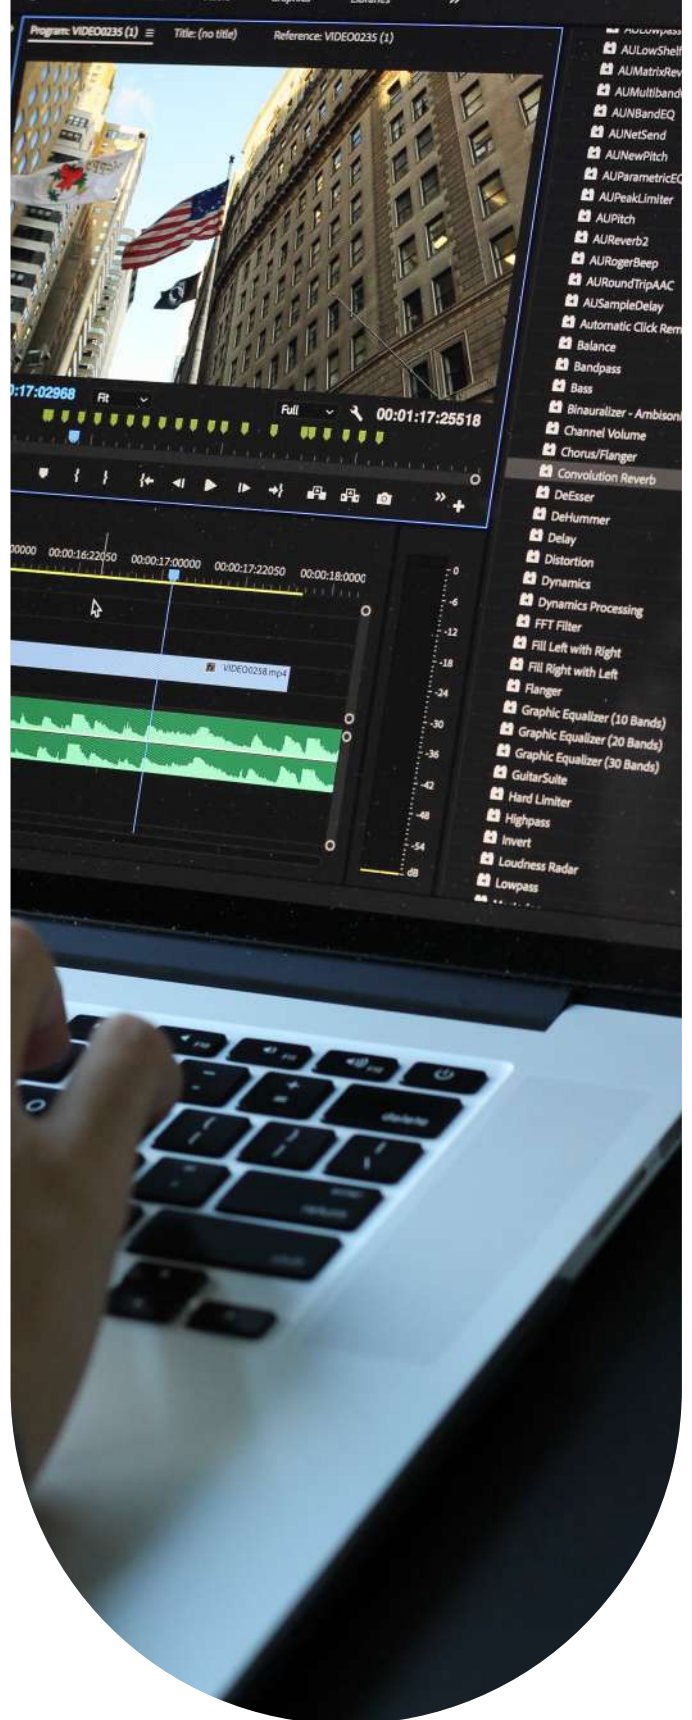 Program: VIDEO0235 (1)
Title: (no title)
Reference: VIDEO0235 (1)
:17:02968
Fit
Full
00:01:17:25518
00:00:16:22050
00:00:17:00000
00:00:17:22050
00:00:18:0000
VIDEO0258.mp4
0
-6
-12
-18
-24
-30
-36
-42
-48
-54
dB
AULowpass
AULowShelf
AUMatrixRev
AUMultiband
AUNBandEQ
AUNetSend
AUNewPitch
AUParametricEQ
AUPeakLimiter
AUPitch
AUReverb2
AURogerBeep
AURoundTripAAC
AUSampleDelay
Automatic Click Rem
Balance
Bandpass
Bass
Binauralizer - Ambisoni
Channel Volume
Chorus/Flanger
Convolution Reverb
DeEsser
DeHummer
Delay
Distortion
Dynamics
Dynamics Processing
FFT Filter
Fill Left with Right
Fill Right with Left
Flanger
Graphic Equalizer (10 Bands)
Graphic Equalizer (20 Bands)
Graphic Equalizer (30 Bands)
GuitarSuite
Hard Limiter
Highpass
Invert
Loudness Radar
Lowpass
delete
return
shift